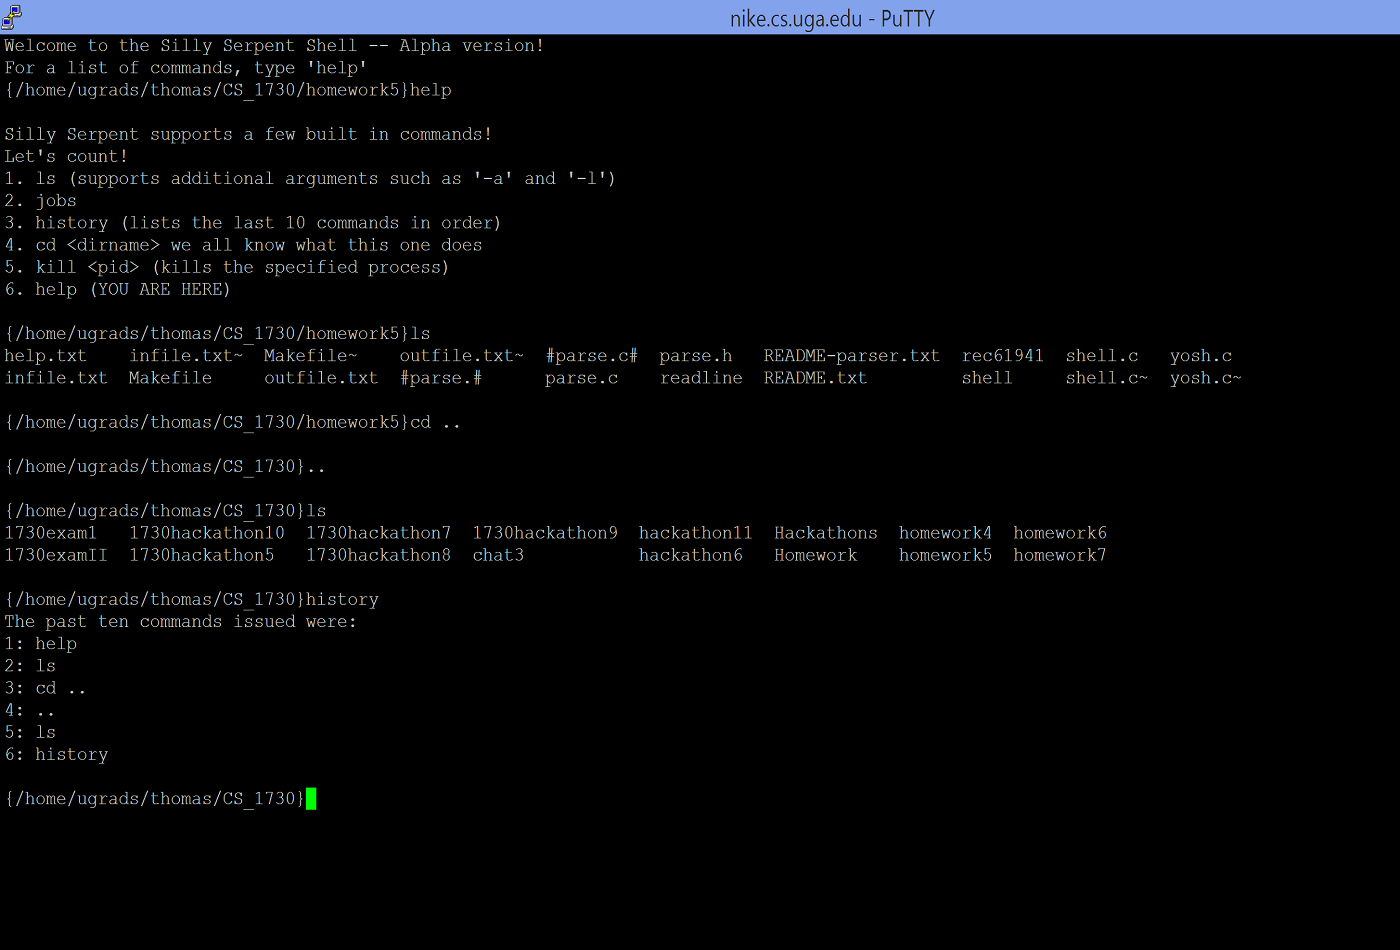 nike.cs.uga.edu - PuTTY
Welcome to the Silly Serpent Shell -- Alpha version!
For a list of commands, type 'help'
{/home/ugrads/thomas/CS_1730/homework5}help
Silly Serpent supports a few built in commands!
Let's count!
1. ls (supports additional arguments such as '-a' and '-l')
2. jobs
3. history (lists the last 10 commands in order)
4. cd <dirname> we all know what this one does
5. kill <pid> (kills the specified process)
6. help (YOU ARE HERE)
{/home/ugrads/thomas/CS_1730/homework5}ls
help.txt    infile.txt~  Makefile~    outfile.txt~  #parse.c#  parse.h   README-parser.txt  rec61941  shell.c   yosh.c
infile.txt  Makefile     outfile.txt  #parse.#      parse.c    readline  README.txt         shell     shell.c~  yosh.c~
{/home/ugrads/thomas/CS_1730/homework5}cd ..
{/home/ugrads/thomas/CS_1730}..
{/home/ugrads/thomas/CS_1730}ls
1730exam1   1730hackathon10  1730hackathon7  1730hackathon9  hackathon11  Hackathons  homework4  homework6
1730examII  1730hackathon5   1730hackathon8  chat3           hackathon6   Homework    homework5  homework7
{/home/ugrads/thomas/CS_1730}history
The past ten commands issued were:
1: help
2: ls
3: cd ..
4: ..
5: ls
6: history
{/home/ugrads/thomas/CS_1730}